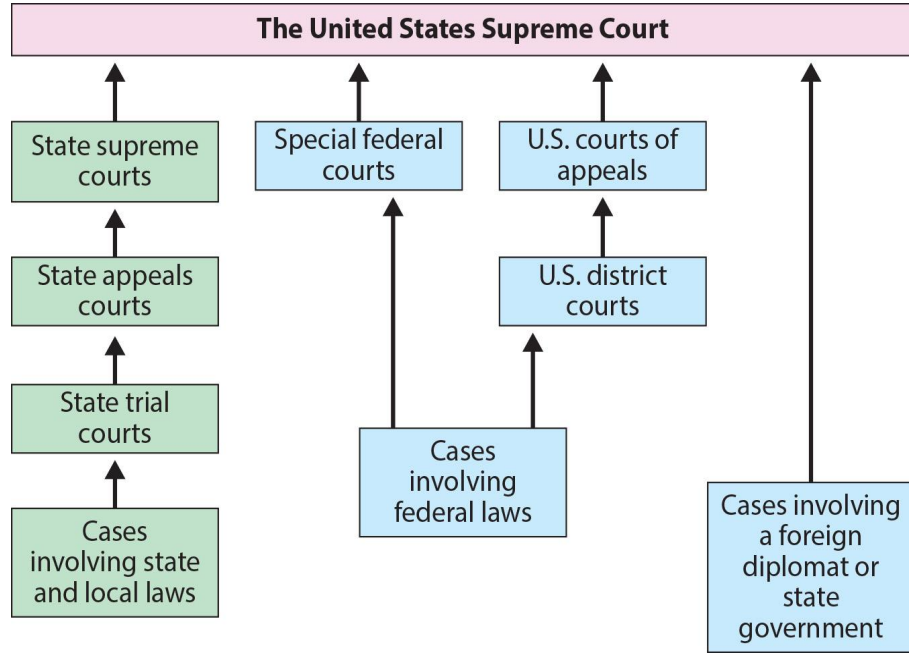 The United States Supreme Court
State supreme
courts
Special federal
courts
U.S. courts of
appeals
State appeals
courts
U.S. district
courts
State trial
courts
Cases
involving
federal laws
Cases
involving state
and local laws
Cases involving
a foreign
diplomat or
state
government